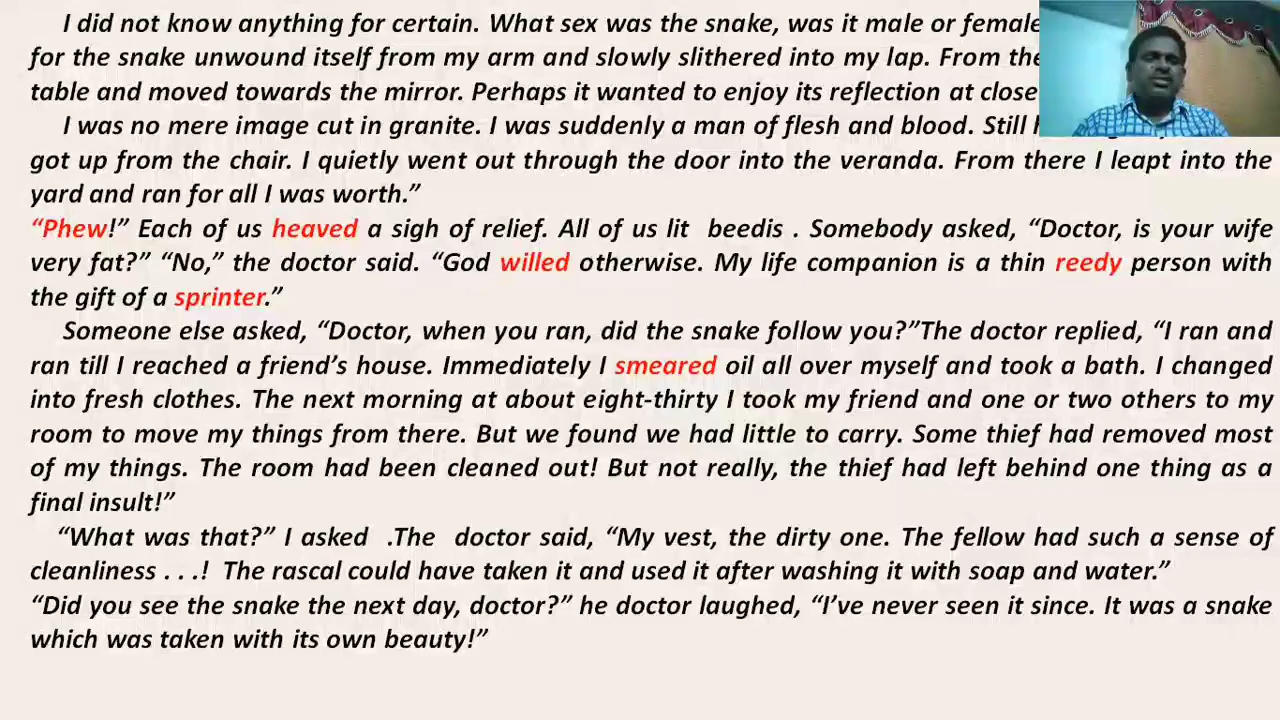 I did not know anything for certain. What sex was the snake, was it male or female
for the snake unwound itself from my arm and slowly slithered into my lap. From the
table and moved towards the mirror. Perhaps it wanted to enjoy its reflection at close
I was no mere image cut in granite. I was suddenly a man of flesh and blood. Still
got up from the chair. I quietly went out through the door into the veranda. From there I leapt into the
yard and ran for all I was worth.”
“Phew!” Each of us heaved a sigh of relief. All of us lit beedis . Somebody asked, “Doctor, is your wife
very fat?” “No,” the doctor said. “God willed otherwise. My life companion is a thin reedy person with
the gift of a sprinter.”
Someone else asked, “Doctor, when you ran, did the snake follow you?”The doctor replied, “I ran and
ran till I reached a friend’s house. Immediately I smeared oil all over myself and took a bath. I changed
into fresh clothes. The next morning at about eight-thirty I took my friend and one or two others to my
room to move my things from there. But we found we had little to carry. Some thief had removed most
of my things. The room had been cleaned out! But not really, the thief had left behind one thing as a
final insult!”
“What was that?” I asked .The doctor said, “My vest, the dirty one. The fellow had such a sense of
cleanliness . . .! The rascal could have taken it and used it after washing it with soap and water.”
“Did you see the snake the next day, doctor?” he doctor laughed, “I’ve never seen it since. It was a snake
which was taken with its own beauty!”